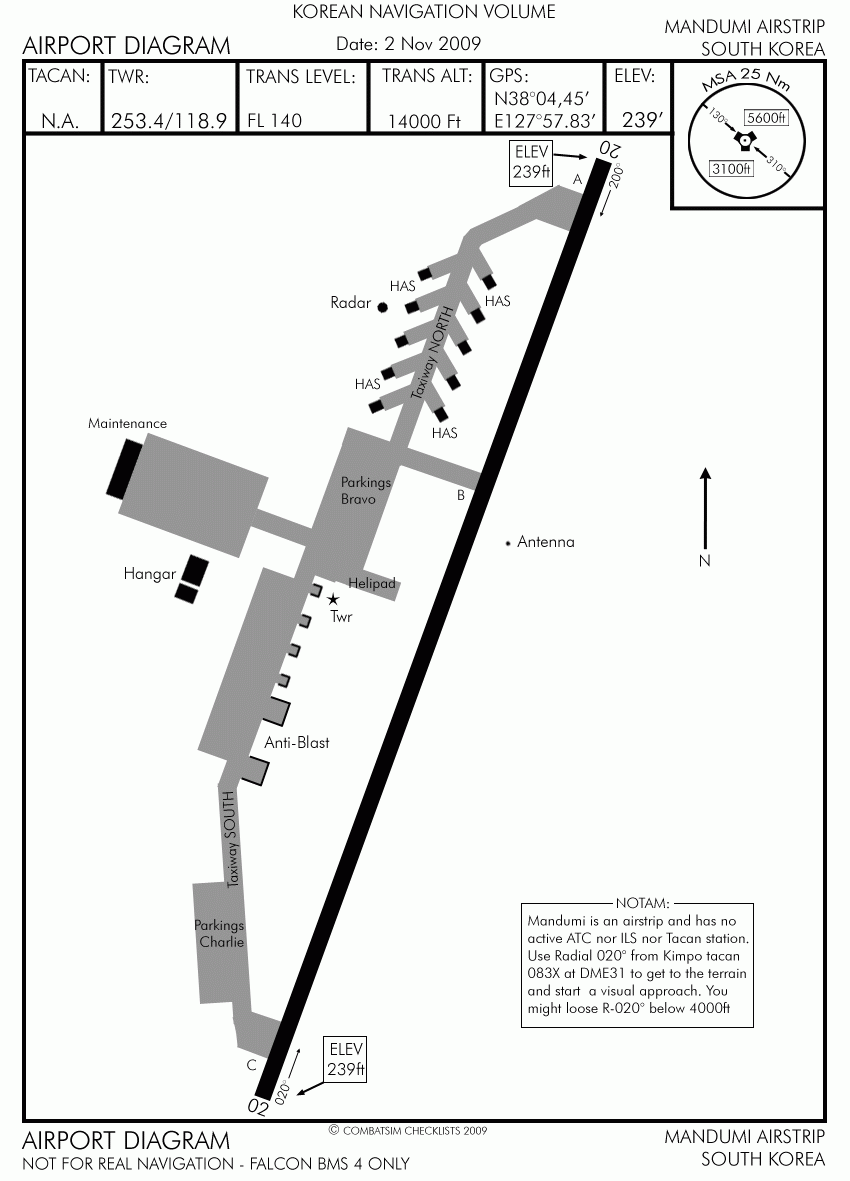 KOREAN NAVIGATION VOLUME
AIRPORT DIAGRAM
Date: 2 Nov 2009
MANDUMI AIRSTRIP
SOUTH KOREA
TACAN:
N.A.
TWR:
253.4/118.9
TRANS LEVEL:
FL 140
TRANS ALT:
14000 Ft
GPS:
N38°04,45’
E127°57.83’
ELEV:
239’
MSA 25 Nm
130°
5600ft
3100ft
310°
ELEV
239ft
20
A
200°
HAS
Radar
HAS
Taxiway NORTH
HAS
HAS
Maintenance
Parkings
Bravo
B
Antenna
N
Hangar
Helipad
Twr
Anti-Blast
Taxiway SOUTH
Parkings
Charlie
NOTAM:
Mandumi is an airstrip and has no
active ATC nor ILS nor Tacan station.
Use Radial 020° from Kimpo tacan
083X at DME31 to get to the terrain
and start a visual approach. You
might loose R-020° below 4000ft
C
ELEV
239ft
020°
02
© COMBATSIM CHECKLISTS 2009
AIRPORT DIAGRAM
NOT FOR REAL NAVIGATION - FALCON BMS 4 ONLY
MANDUMI AIRSTRIP
SOUTH KOREA